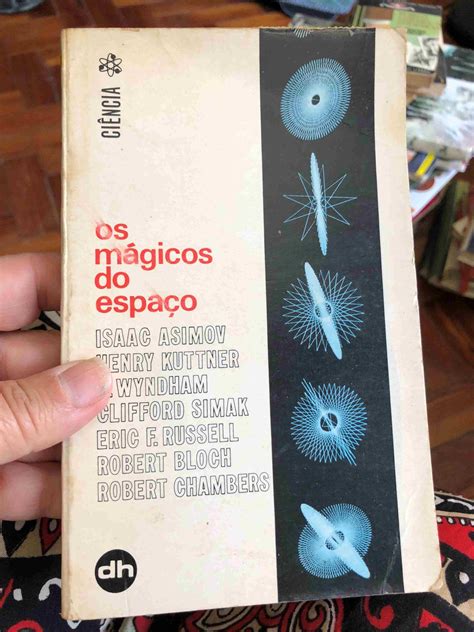 CIÊNCIA
os
mágicos
do
espaço
ISAAC ASIMOV
HENRY KUTTNER
WYNDHAM
CLIFFORD SIMAK
ERIC F. RUSSELL
ROBERT BLOCH
ROBERT CHAMBERS
dh